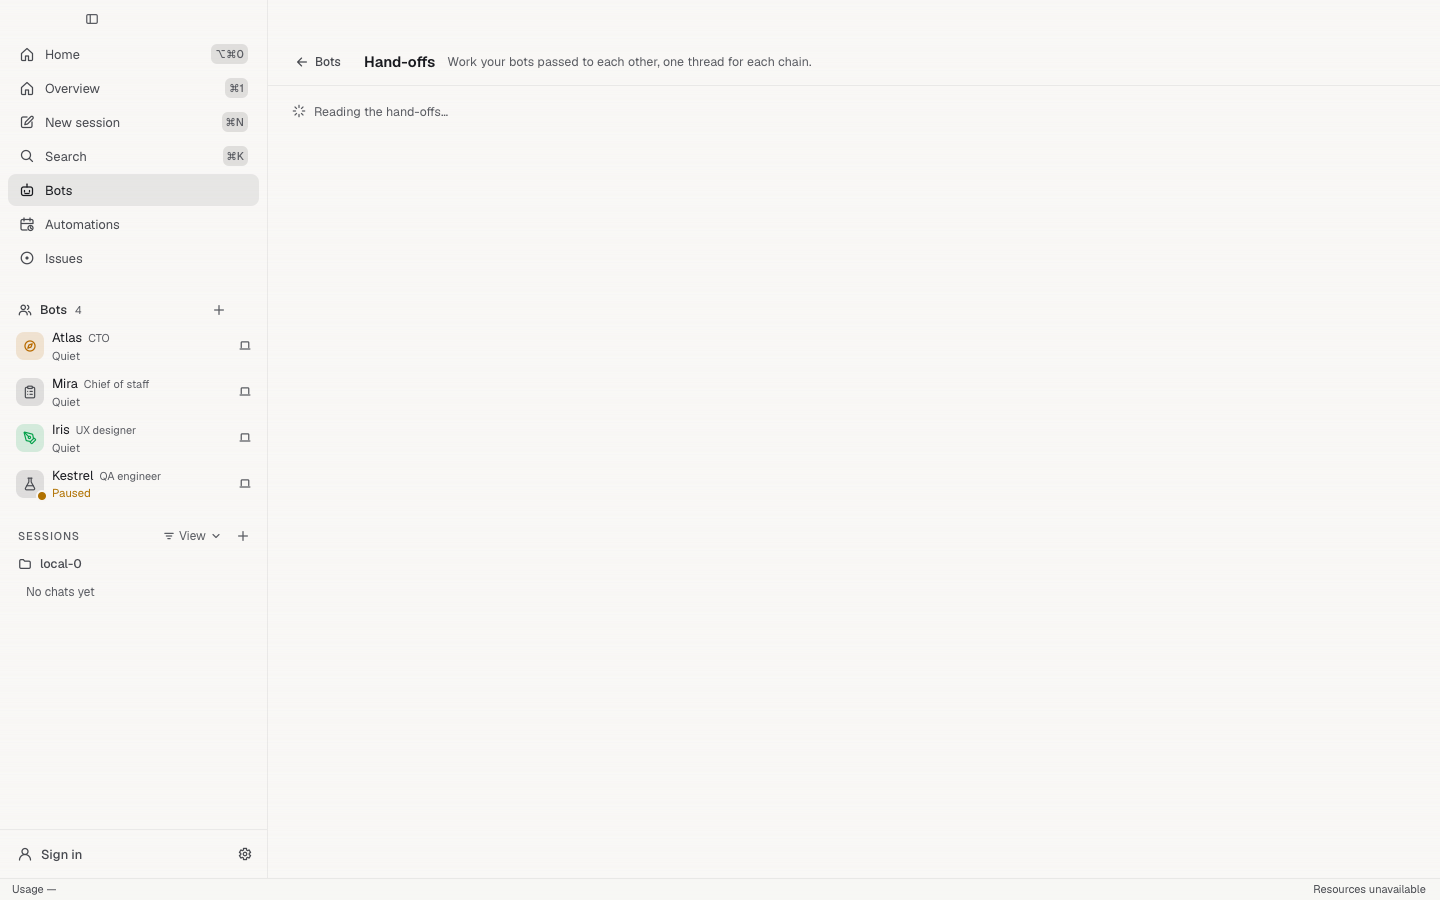 Home ⌥⌘0
Overview ⌘1
New session ⌘N
Search ⌘K
Bots
Automations
Issues
Bots 4
Atlas CTO
Quiet
Mira Chief of staff
Quiet
Iris UX designer
Quiet
Kestrel QA engineer
Paused
SESSIONS View
local-0
No chats yet
Sign in
Bots Hand-offs Work your bots passed to each other, one thread for each chain.
Reading the hand-offs…
Usage —
Resources unavailable